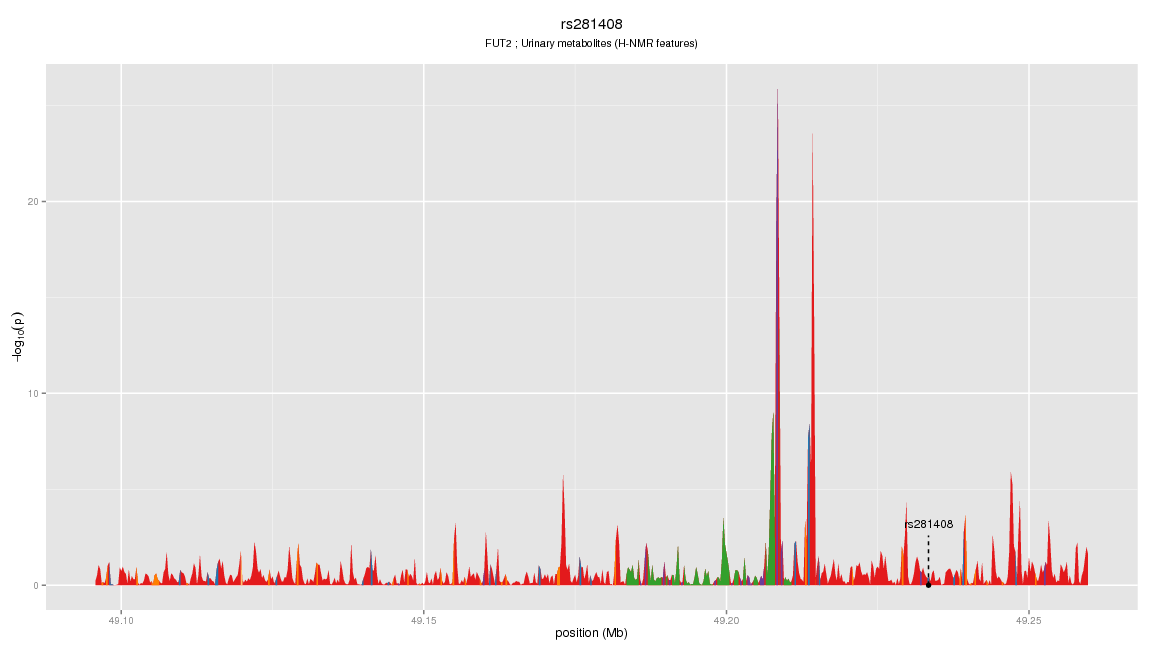 rs281408
FUT2 ; Urinary metabolites (H-NMR features)
−log10(p)
20
10
0
rs281408
49.10
49.15
49.20
49.25
position (Mb)